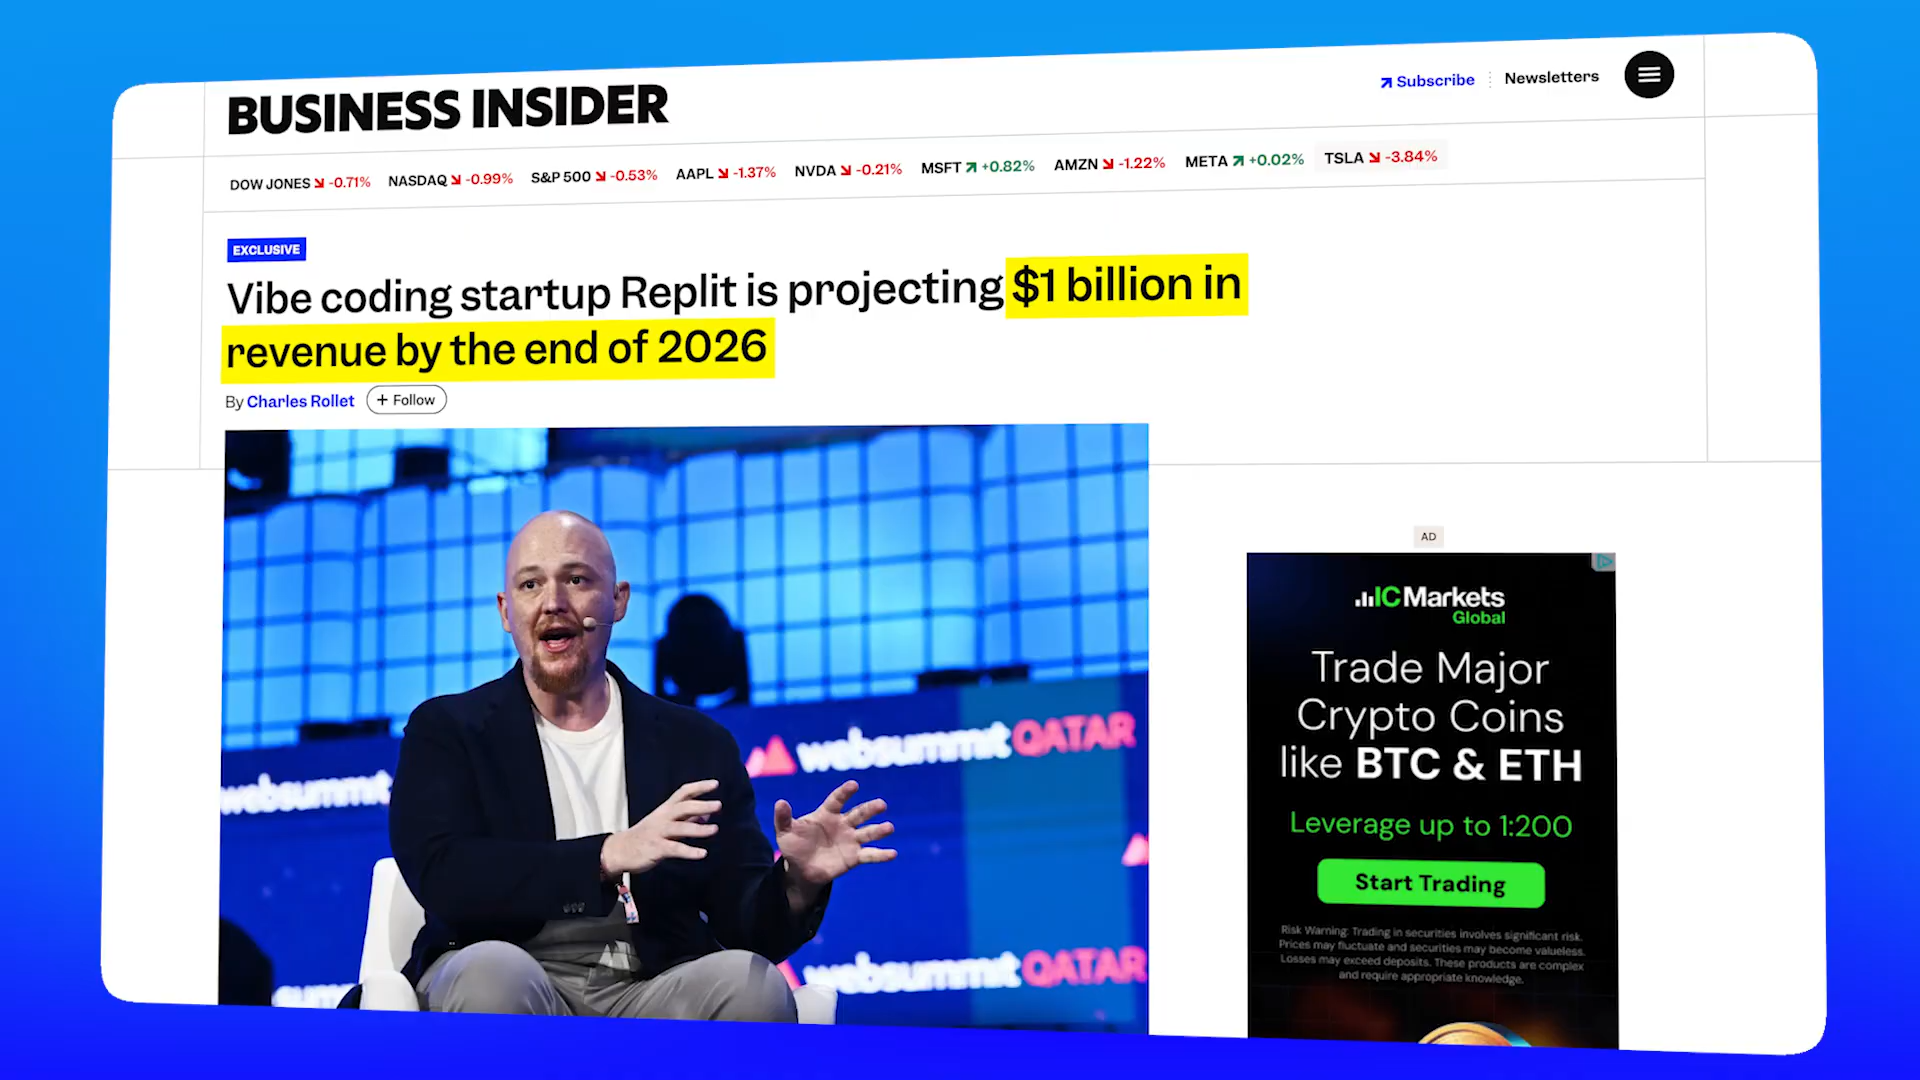 BUSINESS INSIDER
Subscribe
Newsletters
DOW JONES -0.71% NASDAQ -0.99% S&P 500 -0.53% AAPL -1.37% NVDA -0.21% MSFT +0.82% AMZN -1.22% META +0.02% TSLA -3.84%
EXCLUSIVE
Vibe coding startup Replit is projecting $1 billion in
revenue by the end of 2026
By Charles Rollet + Follow
websummit QATAR
websummit
websummit QATAR
summ
AD
IC Markets
Global
Trade Major
Crypto Coins
like BTC & ETH
Leverage up to 1:200
Start Trading
Risk Warning: Trading in securities involves significant risk.
Prices may fluctuate and securities may become valueless.
Losses may exceed deposits. These products are complex
and require appropriate knowledge.